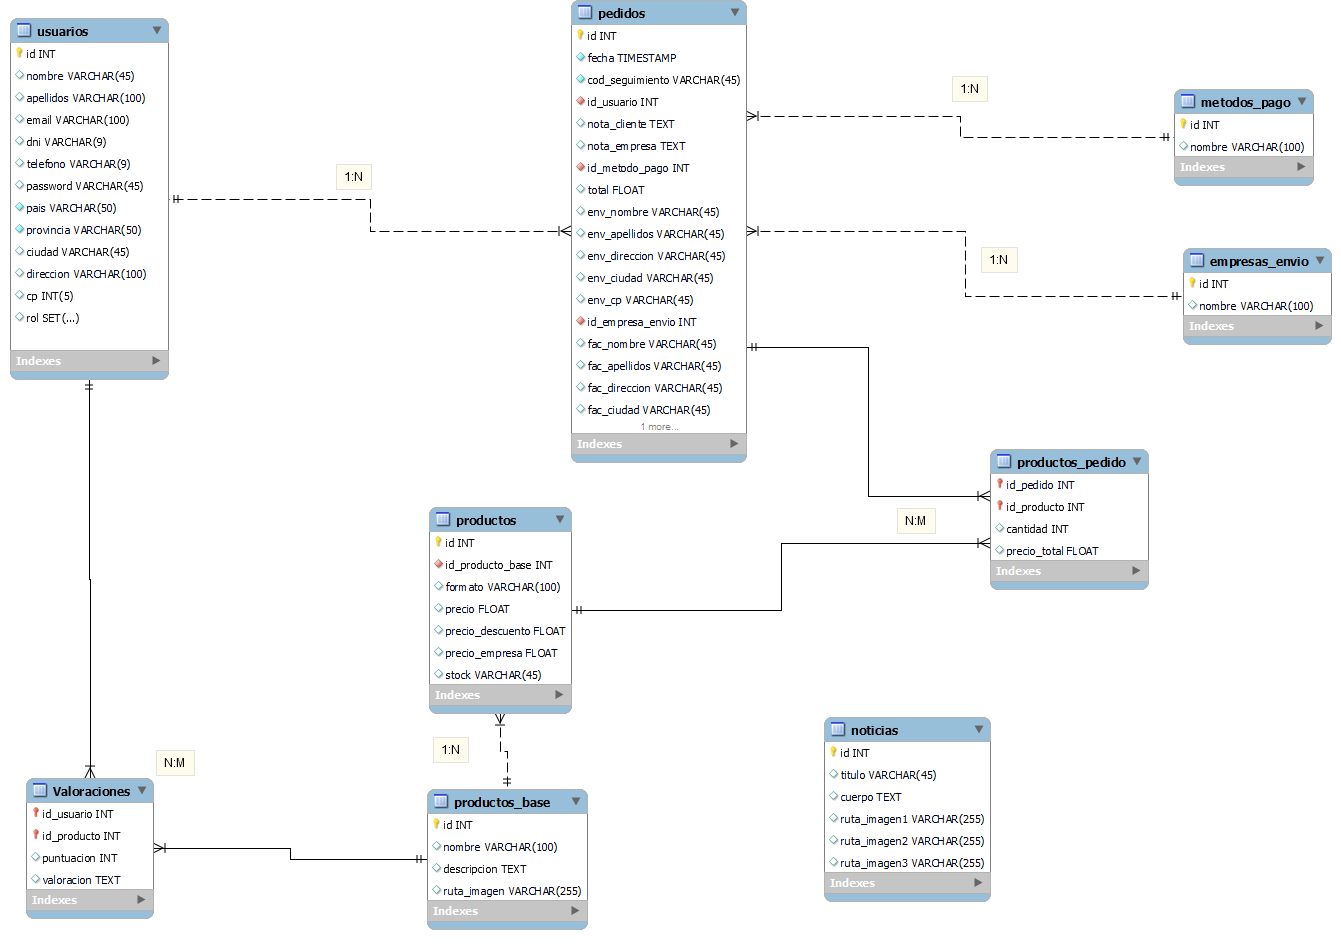 usuarios
id INT
nombre VARCHAR(45)
apellidos VARCHAR(100)
email VARCHAR(100)
dni VARCHAR(9)
telefono VARCHAR(9)
password VARCHAR(45)
pais VARCHAR(50)
provincia VARCHAR(50)
ciudad VARCHAR(45)
direccion VARCHAR(100)
cp INT(5)
rol SET(...)
Indexes
1:N
pedidos
id INT
fecha TIMESTAMP
cod_seguimiento VARCHAR(45)
id_usuario INT
nota_cliente TEXT
nota_empresa TEXT
id_metodo_pago INT
total FLOAT
env_nombre VARCHAR(45)
env_apellidos VARCHAR(45)
env_direccion VARCHAR(45)
env_ciudad VARCHAR(45)
env_cp VARCHAR(45)
id_empresa_envio INT
fac_nombre VARCHAR(45)
fac_apellidos VARCHAR(45)
fac_direccion VARCHAR(45)
fac_ciudad VARCHAR(45)
1 more...
Indexes
1:N
metodos_pago
id INT
nombre VARCHAR(100)
Indexes
1:N
empresas_envio
id INT
nombre VARCHAR(100)
Indexes
productos_pedido
id_pedido INT
id_producto INT
cantidad INT
precio_total FLOAT
Indexes
N:M
productos
id INT
id_producto_base INT
formato VARCHAR(100)
precio FLOAT
precio_descuento FLOAT
precio_empresa FLOAT
stock VARCHAR(45)
Indexes
1:N
N:M
Valoraciones
id_usuario INT
id_producto INT
puntuacion INT
valoracion TEXT
Indexes
productos_base
id INT
nombre VARCHAR(100)
descripcion TEXT
ruta_imagen VARCHAR(255)
Indexes
noticias
id INT
titulo VARCHAR(45)
cuerpo TEXT
ruta_imagen1 VARCHAR(255)
ruta_imagen2 VARCHAR(255)
ruta_imagen3 VARCHAR(255)
Indexes